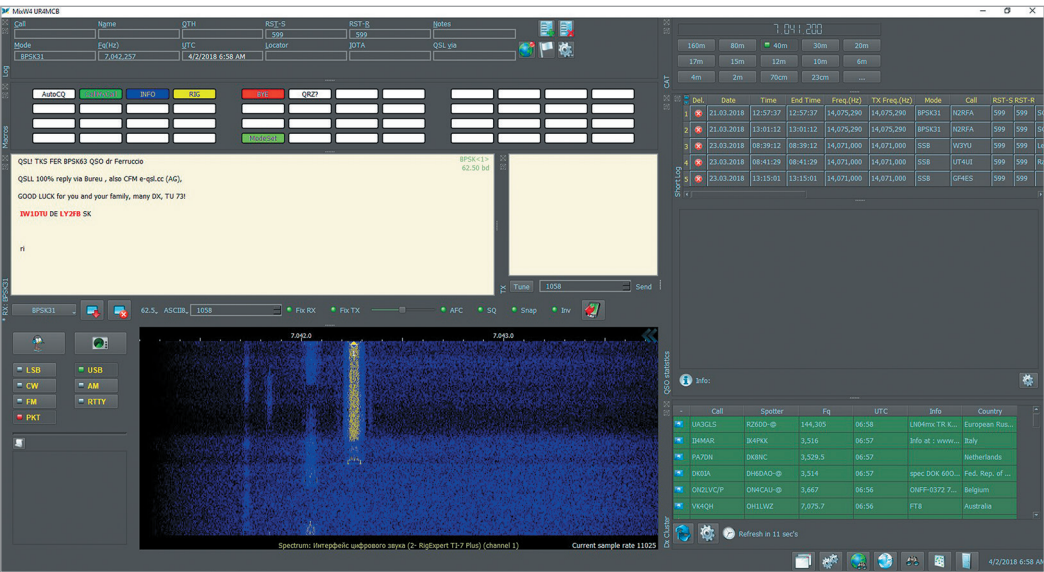 MixW4 UR4MCB
Call Name QTH RST-S RST-R Notes
599 599
Mode Fq(Hz) UTC Locator IOTA QSL via
BPSK31 7,042,257 4/2/2018 6:58 AM
Log
AutoCQ INFO RIG BYE QRZ?
ModeSet
Macros
QSL! TKS FER BPSK63 QSO dr Ferruccio
BPSK<1>
62.50 bd
QSLL 100% reply via Bureu , also CFM e-qsl.cc (AG),
GOOD LUCK for you and your family, many DX, TU 73!
IW1DTU DE LY2FB SK
ri
* RX: BPSK31
TX Tune 1058 Send
BPSK31 62.5, ASCIIB, 1058 Fix RX Fix TX AFC SQ Snap Inv
LSB USB
CW AM
FM RTTY
PKT
7.042.0 7.043.0
Spectrum: Интерфейс цифрового звука (2- RigExpert TI-7 Plus) (channel 1) Current sample rate 11025
7.041.200
160m 80m 40m 30m 20m
17m 15m 12m 10m 6m
4m 2m 70cm 23cm ...
CAT
Del. Date Time End Time Freq.(Hz) TX Freq.(Hz) Mode Call RST-S RST-R
1 21.03.2018 12:57:37 12:57:37 14,075,290 14,075,290 BPSK31 N2RFA 599 599
2 21.03.2018 13:01:12 13:01:12 14,075,290 14,075,290 BPSK31 N2RFA 599 599
3 23.03.2018 08:39:12 08:39:12 14,071,000 14,071,000 SSB W3YU 599 599
4 23.03.2018 08:41:29 08:41:29 14,071,000 14,071,000 SSB UT4UI 599 599
5 23.03.2018 13:15:01 13:15:01 14,071,000 14,071,000 SSB GF4ES 599 599
Short Log
Info:
QSO statistics
Call Spotter Fq UTC Info Country
UA3GLS RZ6DO-@ 144,305 06:58 LN04mx TR K... European Rus...
IH4MAR IK4PKK 3,516 06:57 Info at : www... Italy
PA7DN DK8NC 3,529.5 06:57 Netherlands
DK0IA DH6DAO-@ 3,514 06:57 spec DOK 60O... Fed. Rep. of ...
ON2LVC/P ON4CAU-@ 3,667 06:56 ONFF-0372 7... Belgium
VK4QH OH1LWZ 7,075.7 06:56 FT8 Australia
Dx Cluster
Refresh in 11 sec's
4/2/2018 6:58 AM